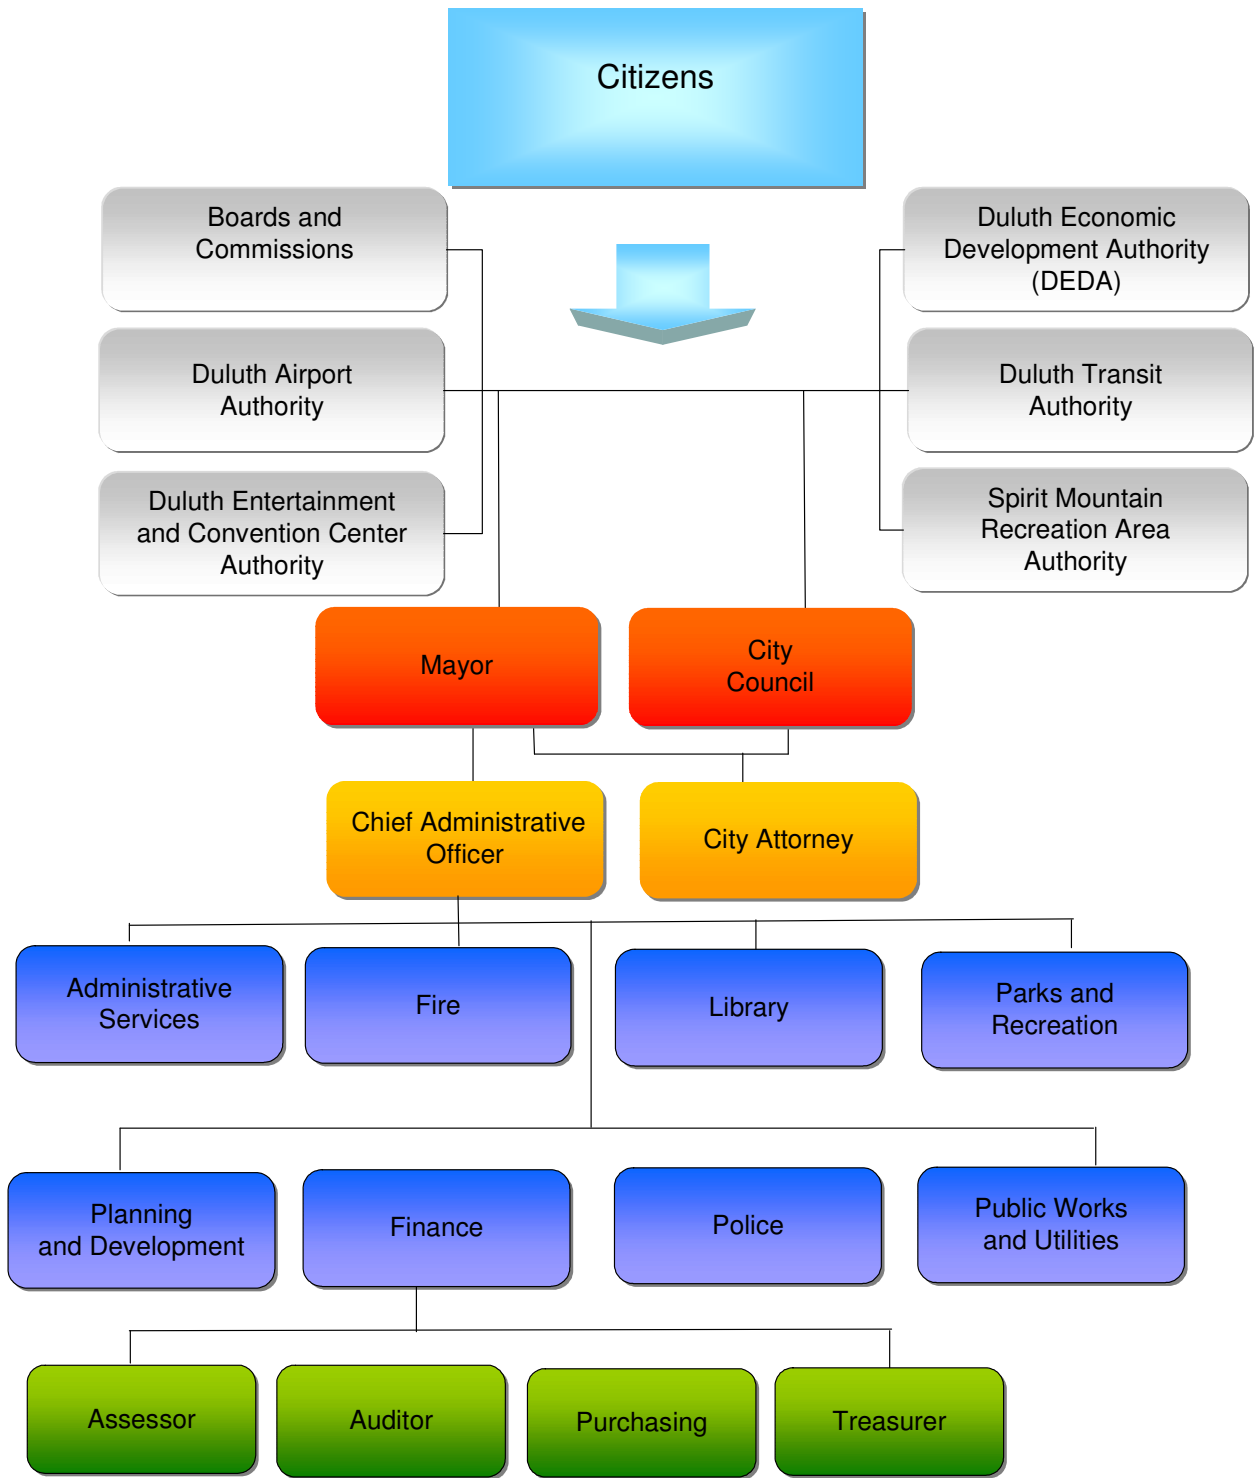 Citizens
Boards and
Commissions
Duluth Economic
Development Authority
(DEDA)
Duluth Airport
Authority
Duluth Transit
Authority
Duluth Entertainment
and Convention Center
Authority
Spirit Mountain
Recreation Area
Authority
Mayor
City
Council
Chief Administrative
Officer
City Attorney
Administrative
Services
Fire
Library
Parks and
Recreation
Planning
and Development
Finance
Police
Public Works
and Utilities
Assessor
Auditor
Purchasing
Treasurer